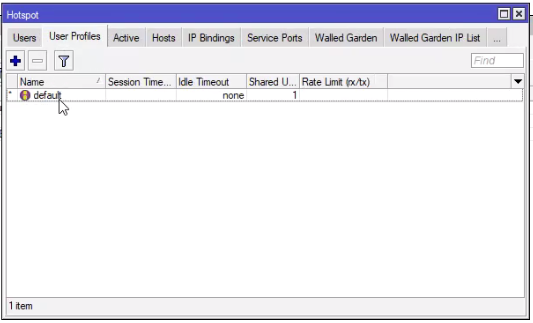 Hotspot
Users User Profiles Active Hosts IP Bindings Service Ports Walled Garden Walled Garden IP List ...
Find
Name Session Time... Idle Timeout Shared U... Rate Limit (rx/tx)
* default none 1
1 item